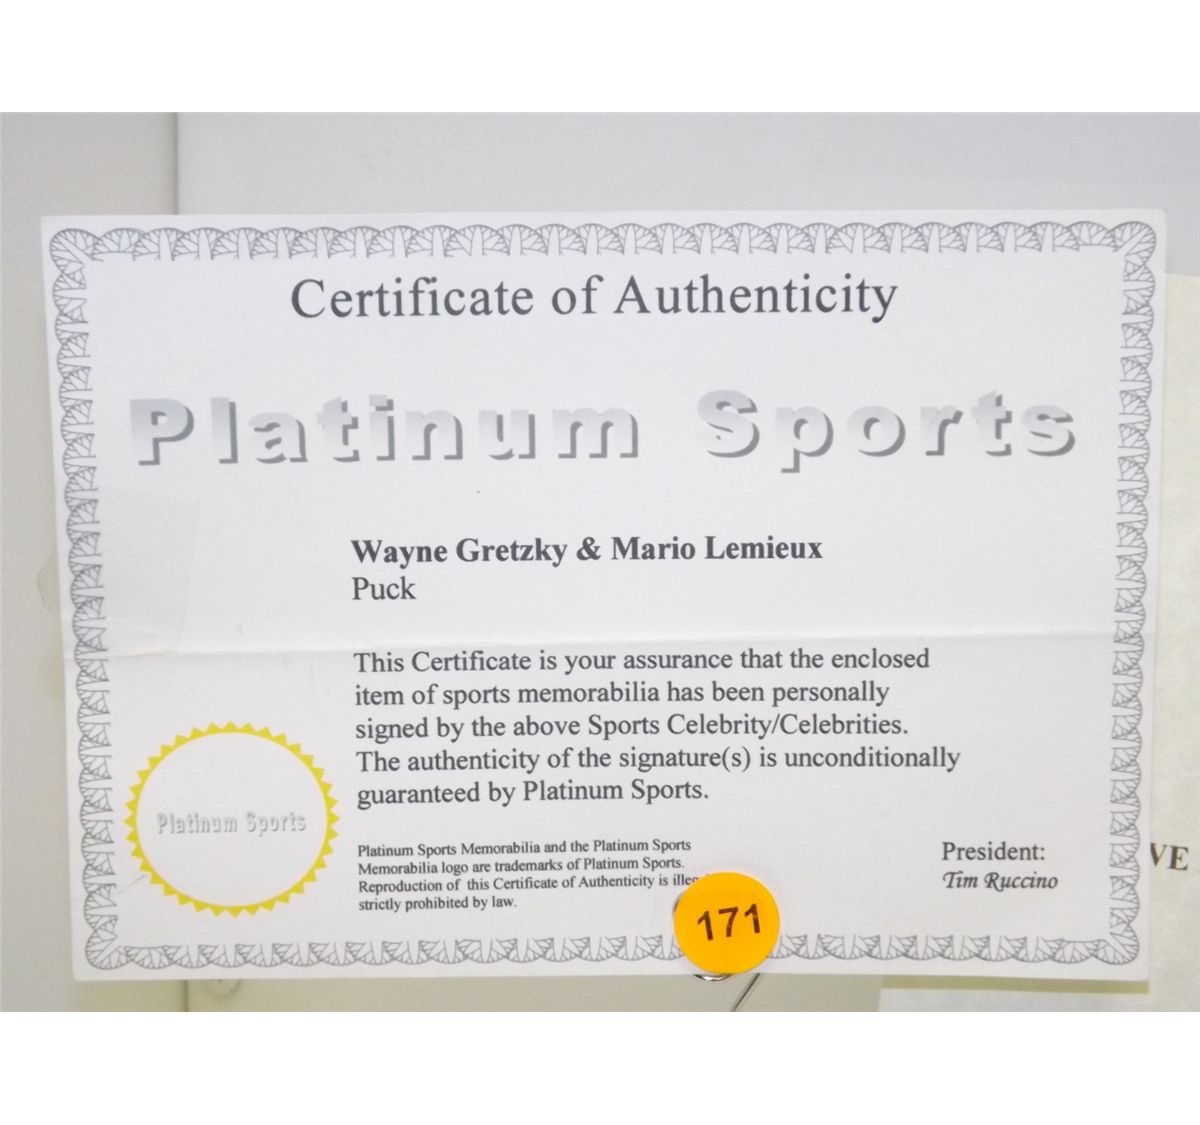 Certificate of Authenticity
Platinum Sports
Wayne Gretzky & Mario Lemieux
Puck
This Certificate is your assurance that the enclosed
item of sports memorabilia has been personally
signed by the above Sports Celebrity/Celebrities.
The authenticity of the signature(s) is unconditionally
guaranteed by Platinum Sports.
Platinum Sports
Platinum Sports Memorabilia and the Platinum Sports
Memorabilia logo are trademarks of Platinum Sports.
Reproduction of this Certificate of Authenticity is
strictly prohibited by law.
President:
Tim Ruccino
171
VE